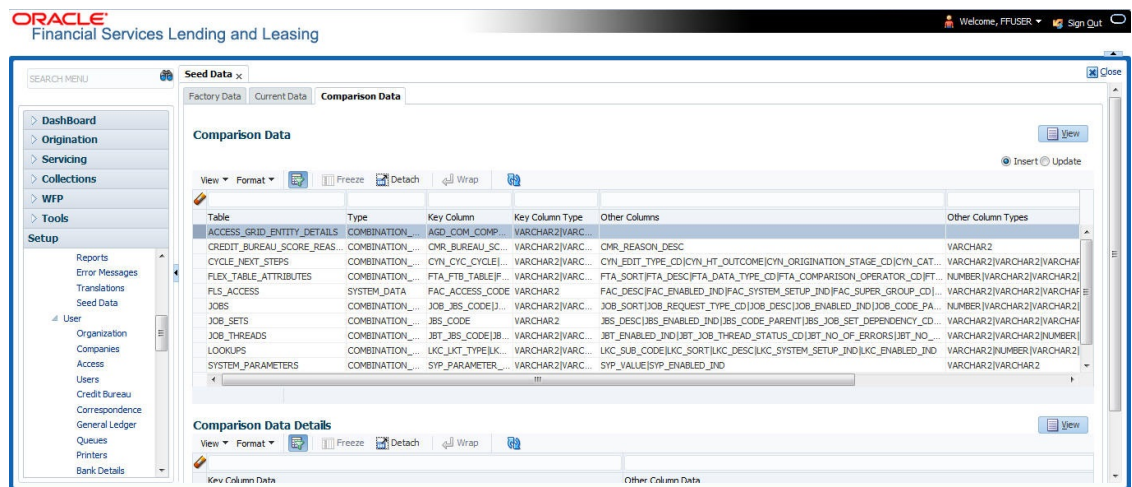 ORACLE®
Financial Services Lending and Leasing
Welcome, FFUSER
Sign Out
SEARCH MENU
Seed Data x
Close
Factory Data Current Data Comparison Data
DashBoard
Origination
Servicing
Collections
WFP
Tools
Setup
Reports
Error Messages
Translations
Seed Data
User
Organization
Companies
Access
Users
Credit Bureau
Correspondence
General Ledger
Queues
Printers
Bank Details
Comparison Data
View
Insert Update
View Format Freeze Detach Wrap
Table Type Key Column Key Column Type Other Columns Other Column Types
ACCESS_GRID_ENTITY_DETAILS COMBINATION_... AGD_COM_COMP... VARCHAR2|VARC...
CREDIT_BUREAU_SCORE_REAS... COMBINATION_... CMR_BUREAU_SC... VARCHAR2|VARC... CMR_REASON_DESC VARCHAR2
CYCLE_NEXT_STEPS COMBINATION_... CYN_CYC_CYCLE|... VARCHAR2|VARC... CYN_EDIT_TYPE_CD|CYN_HT_OUTCOME|CYN_ORIGINATION_STAGE_CD|CYN_CAT... VARCHAR2|VARCHAR2|VARCHAR
FLEX_TABLE_ATTRIBUTES COMBINATION_... FTA_FTB_TABLE|F... VARCHAR2|VARC... FTA_SORT|FTA_DESC|FTA_DATA_TYPE_CD|FTA_COMPARISON_OPERATOR_CD|FT... NUMBER|VARCHAR2|VARCHAR2|
FLS_ACCESS SYSTEM_DATA FAC_ACCESS_CODE VARCHAR2 FAC_DESC|FAC_ENABLED_IND|FAC_SYSTEM_SETUP_IND|FAC_SUPER_GROUP_CD|... VARCHAR2|VARCHAR2|VARCHAR
JOBS COMBINATION_... JOB_JBS_CODE|J... VARCHAR2|VARC... JOB_SORT|JOB_REQUEST_TYPE_CD|JOB_DESC|JOB_ENABLED_IND|JOB_CODE_PA... NUMBER|VARCHAR2|VARCHAR2|
JOB_SETS COMBINATION_... JBS_CODE VARCHAR2 JBS_DESC|JBS_ENABLED_IND|JBS_CODE_PARENT|JBS_JOB_SET_DEPENDENCY_CD... VARCHAR2|VARCHAR2|VARCHAR
JOB_THREADS COMBINATION_... JBT_JBS_CODE|JB... VARCHAR2|VARC... JBT_ENABLED_IND|JBT_JOB_THREAD_STATUS_CD|JBT_NO_OF_ERRORS|JBT_NO_... VARCHAR2|VARCHAR2|NUMBER|
LOOKUPS COMBINATION_... LKC_LKT_TYPE|LK... VARCHAR2|VARC... LKC_SUB_CODE|LKC_SORT|LKC_DESC|LKC_SYSTEM_SETUP_IND|LKC_ENABLED_IND VARCHAR2|NUMBER|VARCHAR2|
SYSTEM_PARAMETERS COMBINATION_... SYP_PARAMETER_... VARCHAR2|VARC... SYP_VALUE|SYP_ENABLED_IND VARCHAR2|VARCHAR2
Comparison Data Details
View
View Format Freeze Detach Wrap
Key Column Data Other Column Data